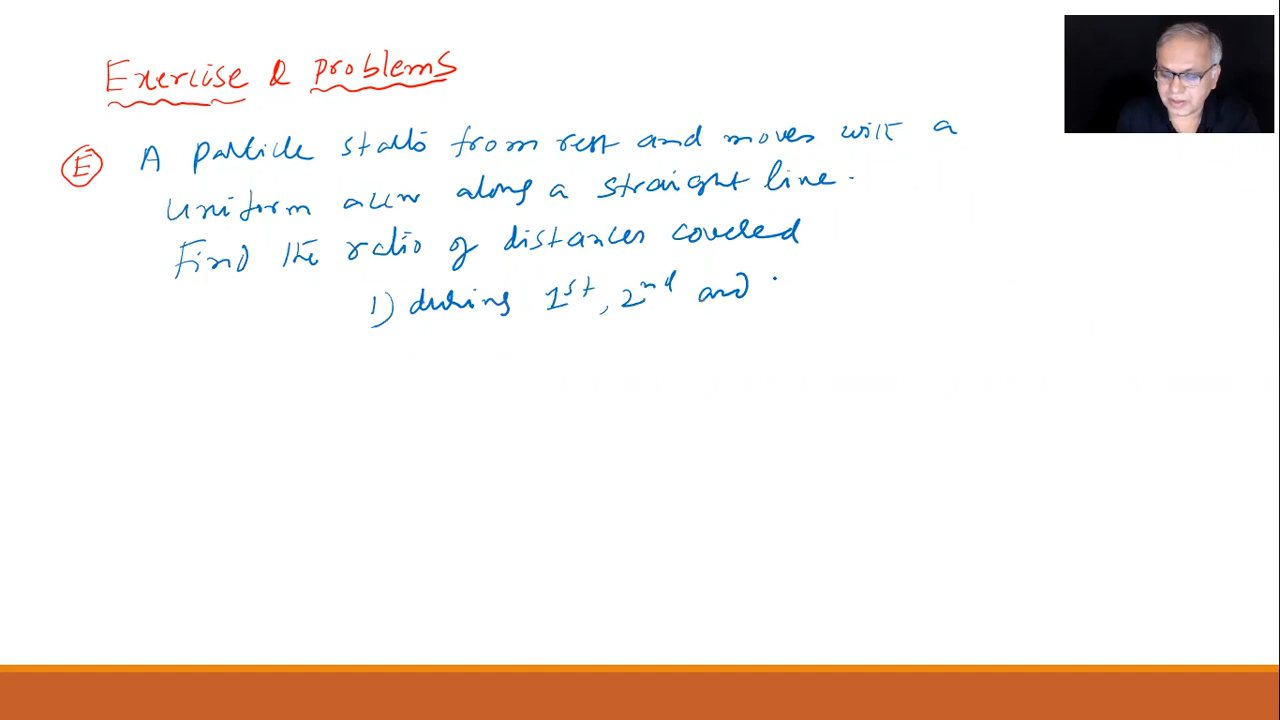 Exercise & problems
E A particle starts from rest and moves with a
uniform accn along a straight line.
Find the ratio of distances covered
1) during 1st, 2nd and